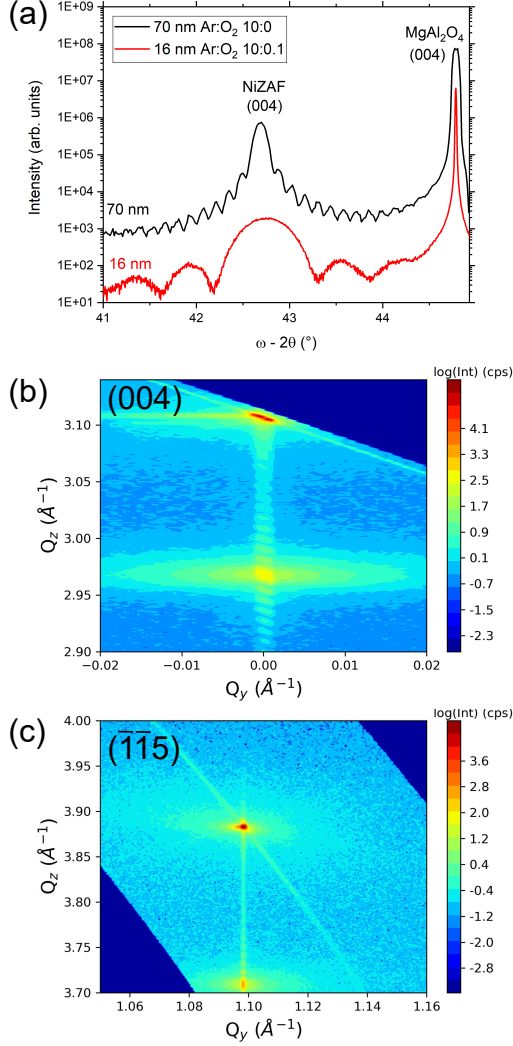 (a)
70 nm Ar:O₂ 10:0
16 nm Ar:O₂ 10:0.1
MgAl₂O₄
(004)
NiZAF
(004)
1E+09
1E+08
1E+07
1E+06
1E+05
1E+04
1E+03
1E+02
1E+01
Intensity (arb. units)
70 nm
16 nm
41
42
43
44
ω - 2θ (°)
(b)
(004)
log(Int) (cps)
3.10
3.05
3.00
2.95
2.90
Q_z (Å⁻¹)
−0.02
−0.01
0.00
0.01
0.02
Q_y (Å⁻¹)
4.1
3.3
2.5
1.7
0.9
0.1
-0.7
-1.5
-2.3
(c)
(1̅1̅5)
log(Int) (cps)
4.00
3.95
3.90
3.85
3.80
3.75
3.70
Q_z (Å⁻¹)
1.06
1.08
1.10
1.12
1.14
1.16
Q_y (Å⁻¹)
3.6
2.8
2.0
1.2
0.4
-0.4
-1.2
-2.0
-2.8